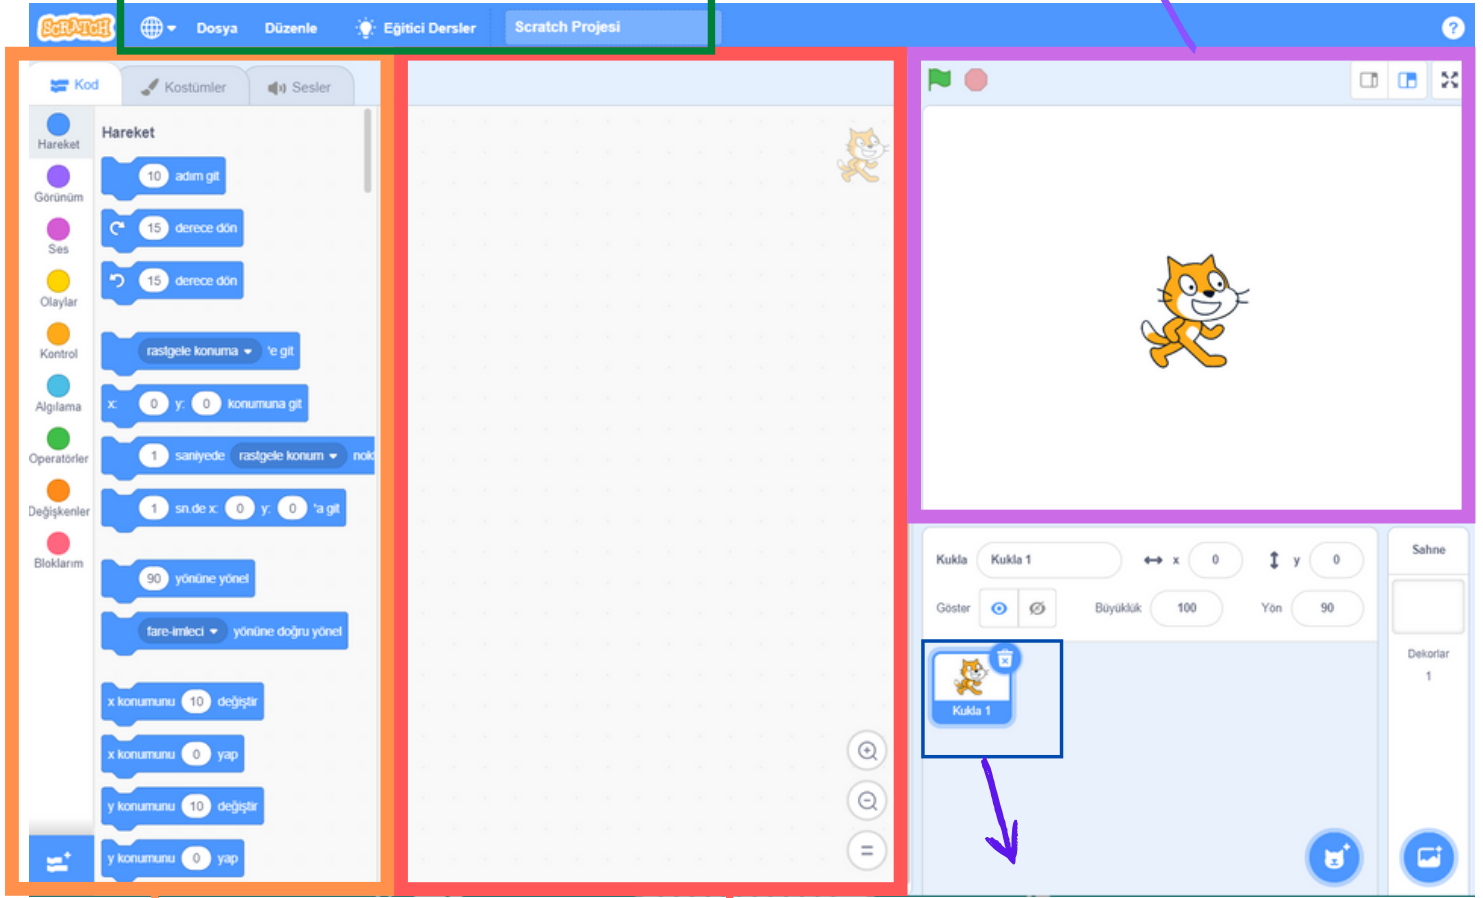 SCRATCH Dosya Düzenle Eğitici Dersler Scratch Projesi ?
Kod Kostümler Sesler
Hareket
Görünüm
Ses
Olaylar
Kontrol
Algılama
Operatörler
Değişkenler
Bloklarım
Hareket
10 adım git
15 derece dön
15 derece dön
rastgele konuma 'e git
x: 0 y: 0 konumuna git
1 saniyede rastgele konum nok
1 sn.de x: 0 y: 0 'a git
90 yönüne yönel
fare-imleci yönüne doğru yönel
x konumunu 10 değiştir
x konumunu 0 yap
y konumunu 10 değiştir
y konumunu 0 yap
Kukla Kukla 1 x 0 y 0
Göster Büyüklük 100 Yön 90
Kukla 1
Sahne
Dekorlar
1